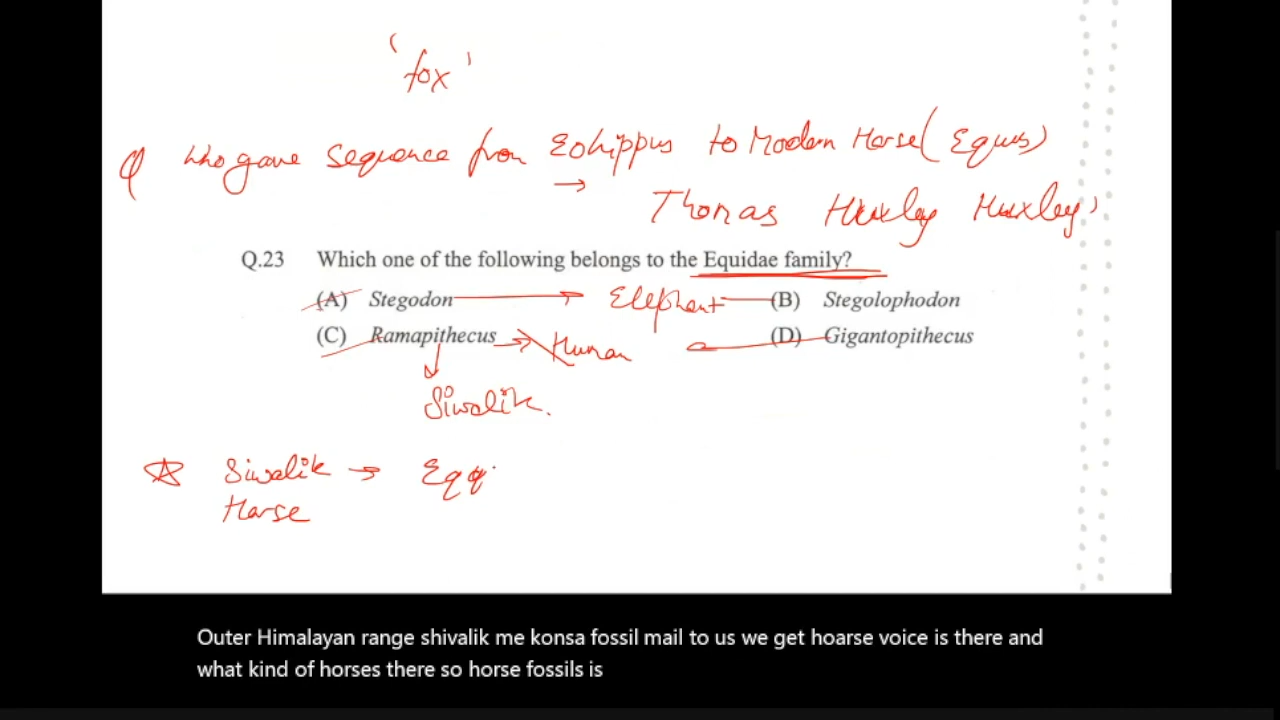 'fox'
Q who gave sequence from Eohippus to Modern Horse (Equus)
→ Thomas Huxley Huxley'
Q.23 Which one of the following belongs to the Equidae family?
(A) Stegodon → Elephant (B) Stegolophodon
(C) Ramapithecus → Human (D) Gigantopithecus
Siwalik.
☆ Siwalik → Eqq
Horse
Outer Himalayan range shivalik me konsa fossil mail to us we get hoarse voice is there and
what kind of horses there so horse fossils is